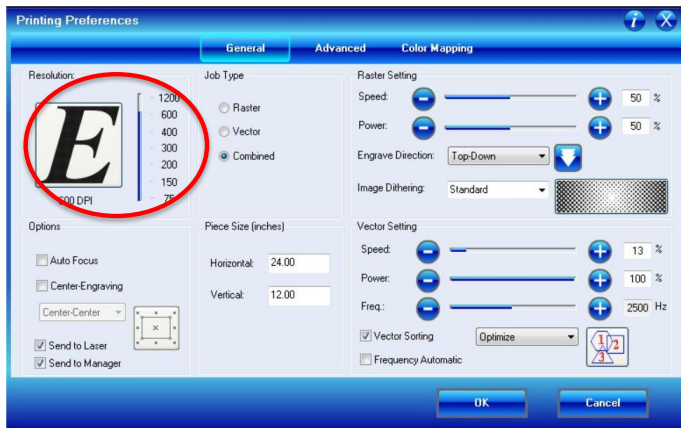 Printing Preferences
i X
General Advanced Color Mapping
Resolution:
E
1200
600
400
300
200
150
75
600 DPI
Job Type
Raster
Vector
Combined
Raster Setting
Speed: 50 %
Power: 50 %
Engrave Direction: Top-Down
Image Dithering: Standard
Options
Auto Focus
Center-Engraving
Center-Center
Send to Laser
Send to Manager
Piece Size (inches)
Horizontal: 24.00
Vertical: 12.00
Vector Setting
Speed: 13 %
Power: 100 %
Freq.: 2500 Hz
Vector Sorting Optimize
1 2
3
Frequency Automatic
OK Cancel